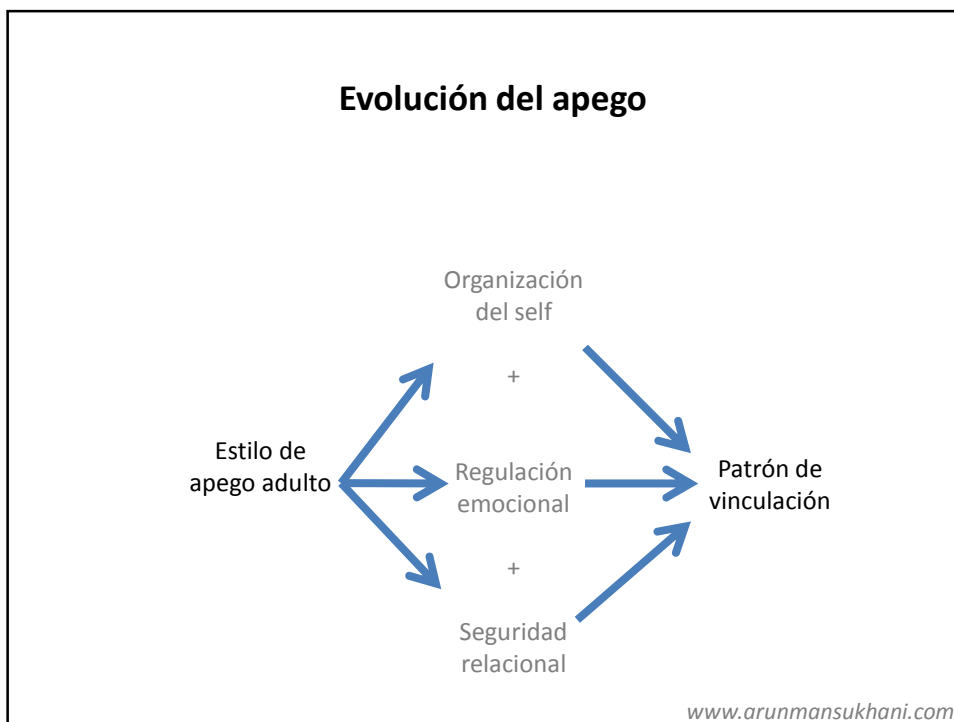 Evolución del apego
Organización
del self
+
Estilo de
apego adulto
Regulación
emocional
Patrón de
vinculación
+
Seguridad
relacional
www.arunmansukhani.com